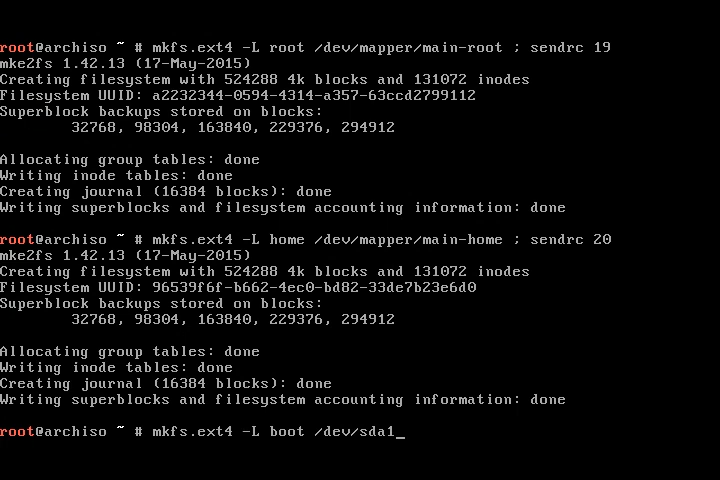 root@archiso ~ # mkfs.ext4 -L root /dev/mapper/main-root ; sendrc 19
mke2fs 1.42.13 (17-May-2015)
Creating filesystem with 524288 4k blocks and 131072 inodes
Filesystem UUID: a2232344-0594-4314-a357-63ccd2799112
Superblock backups stored on blocks:
        32768, 98304, 163840, 229376, 294912

Allocating group tables: done
Writing inode tables: done
Creating journal (16384 blocks): done
Writing superblocks and filesystem accounting information: done

root@archiso ~ # mkfs.ext4 -L home /dev/mapper/main-home ; sendrc 20
mke2fs 1.42.13 (17-May-2015)
Creating filesystem with 524288 4k blocks and 131072 inodes
Filesystem UUID: 96539f6f-b662-4ec0-bd82-33de7b23e6d0
Superblock backups stored on blocks:
        32768, 98304, 163840, 229376, 294912

Allocating group tables: done
Writing inode tables: done
Creating journal (16384 blocks): done
Writing superblocks and filesystem accounting information: done

root@archiso ~ # mkfs.ext4 -L boot /dev/sda1_